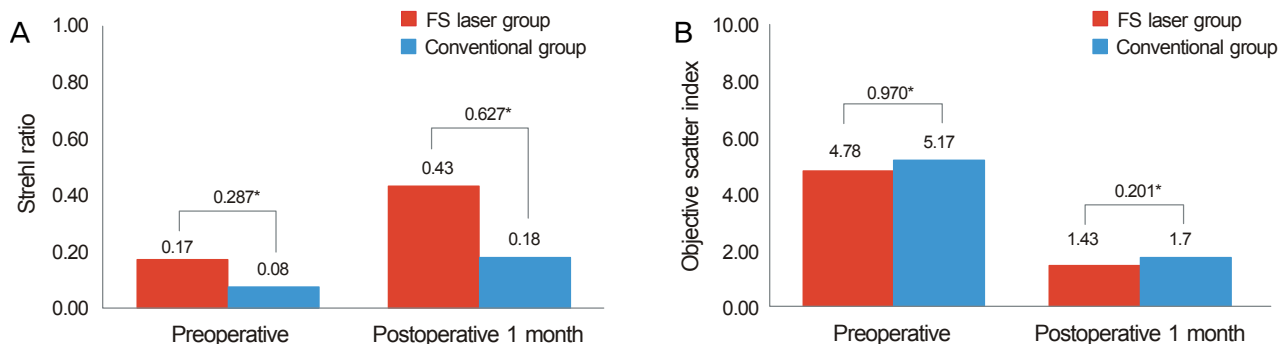 A
FS laser group
Conventional group
Strehl ratio
1.00
0.80
0.60
0.40
0.20
0.00
0.287*
0.17
0.08
0.627*
0.43
0.18
Preoperative
Postoperative 1 month
B
FS laser group
Conventional group
Objective scatter index
10.00
8.00
6.00
4.00
2.00
0.00
0.970*
4.78
5.17
0.201*
1.43
1.7
Preoperative
Postoperative 1 month